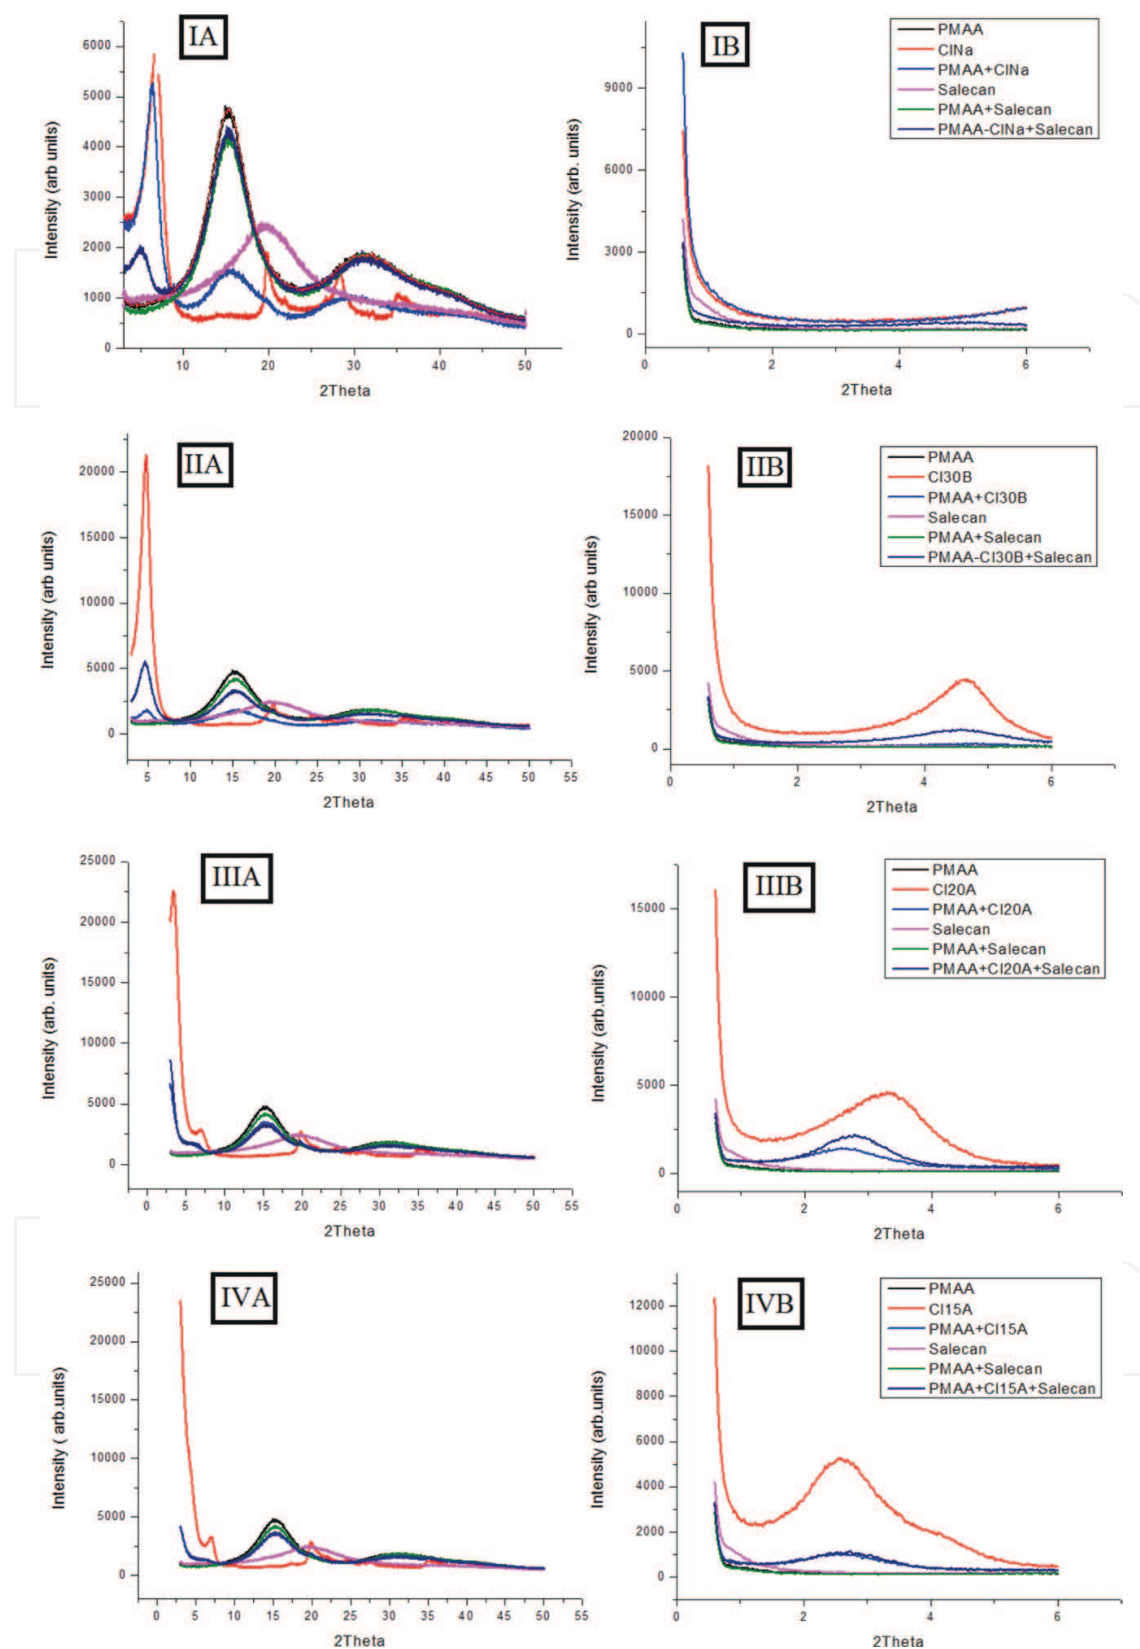 IA
6000
5000
4000
3000
2000
1000
0
Intensity (arb units)
10
20
30
40
50
2Theta
IB
PMAA
ClNa
PMAA+ClNa
Salecan
PMAA+Salecan
PMAA-ClNa+Salecan
9000
6000
3000
0
Intensity (arb. units)
0
2
4
6
2Theta
IIA
20000
15000
10000
5000
0
Intensity (arb units)
5
10
15
20
25
30
35
40
45
50
55
2Theta
IIB
PMAA
Cl30B
PMAA+Cl30B
Salecan
PMAA+Salecan
PMAA-Cl30B+Salecan
20000
15000
10000
5000
0
Intensity (arb units)
0
2
4
6
2Theta
IIIA
25000
20000
15000
10000
5000
0
Intensity (arb. units)
0
5
10
15
20
25
30
35
40
45
50
55
2Theta
IIIB
PMAA
Cl20A
PMAA+Cl20A
Salecan
PMAA+Salecan
PMAA+Cl20A+Salecan
15000
10000
5000
0
Intensity (arb.units)
0
2
4
6
2Theta
IVA
25000
20000
15000
10000
5000
0
Intensity ( arb.units)
0
5
10
15
20
25
30
35
40
45
50
55
2Theta
IVB
PMAA
Cl15A
PMAA+Cl15A
Salecan
PMAA+Salecan
PMAA+Cl15A+Salecan
12000
10000
8000
6000
4000
2000
0
Intensity (arb.units)
0
2
4
6
2Theta